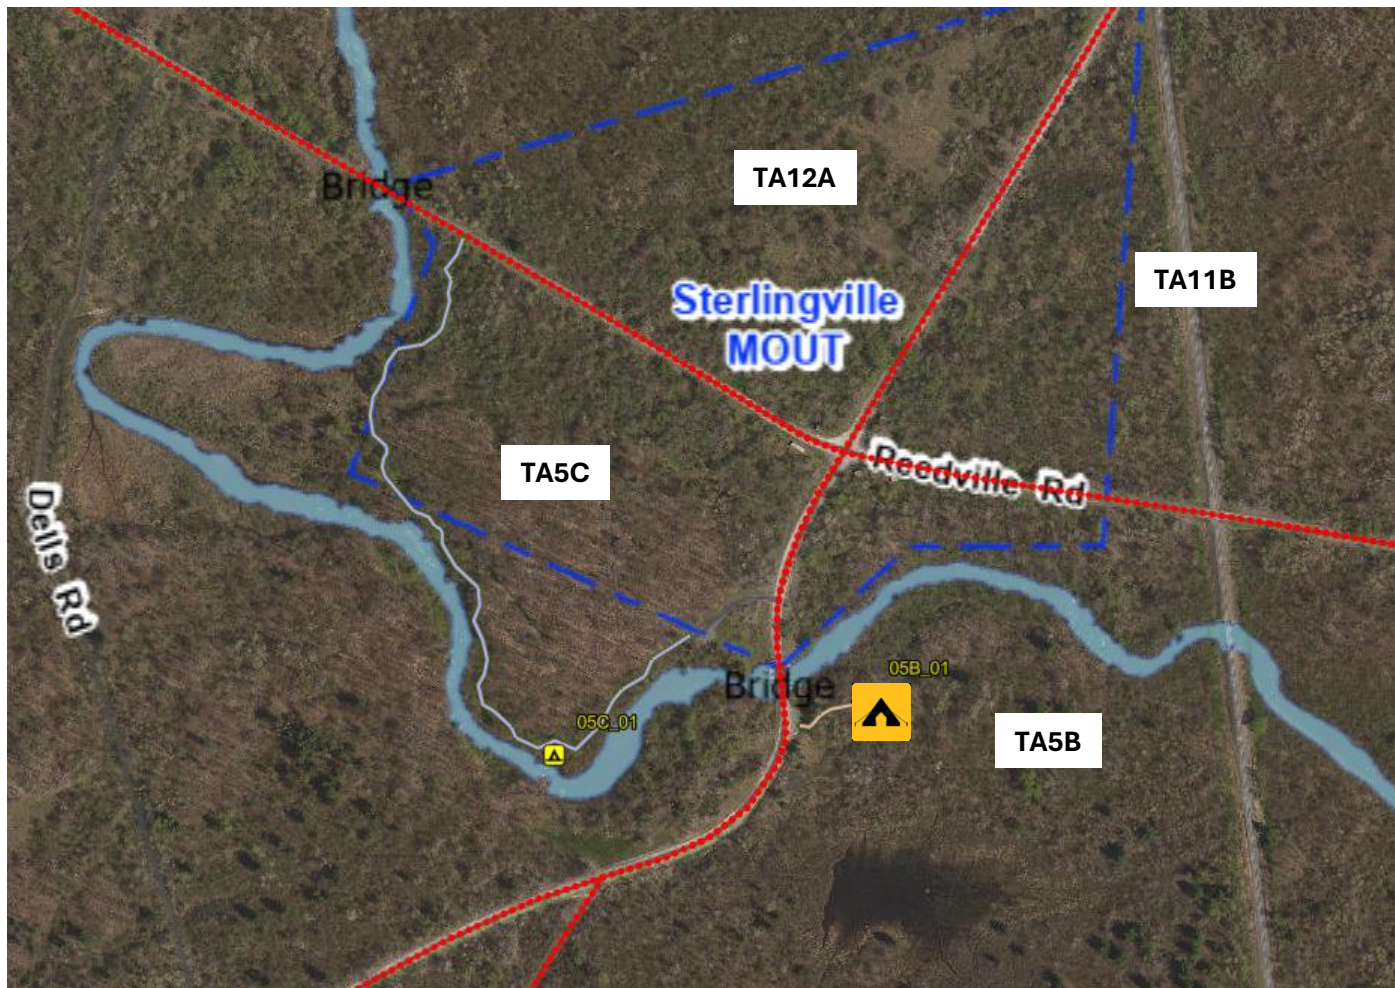 Bridge
TA12A
TA11B
Sterlingville
MOUT
TA5C
Reedville Rd
Dells Rd
Bridge
05B_01
05C_01
TA5B